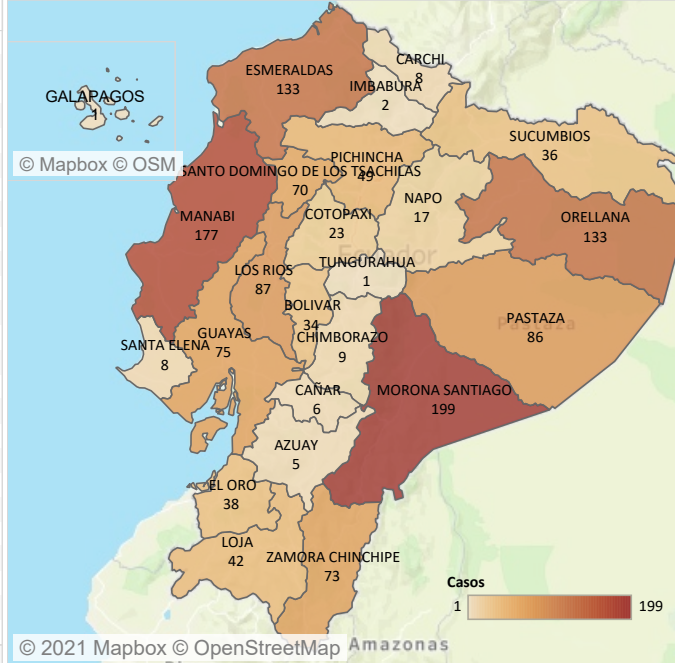 CARCHI
8
ESMERALDAS
133
IMBABURA
2
GALAPAGOS
1
SUCUMBIOS
36
© Mapbox © OSM
PICHINCHA
49
SANTO DOMINGO DE LOS TSACHILAS
70
NAPO
17
MANABI
177
COTOPAXI
23
ORELLANA
133
Ecuador
TUNGURAHUA
1
LOS RIOS
87
BOLIVAR
34
PASTAZA
Pastaza
86
GUAYAS
75
SANTA ELENA
8
CHIMBORAZO
9
CAÑAR
6
MORONA SANTIAGO
199
AZUAY
5
EL ORO
38
LOJA
42
ZAMORA CHINCHIPE
73
Casos
1
199
© 2021 Mapbox © OpenStreetMap
Amazonas